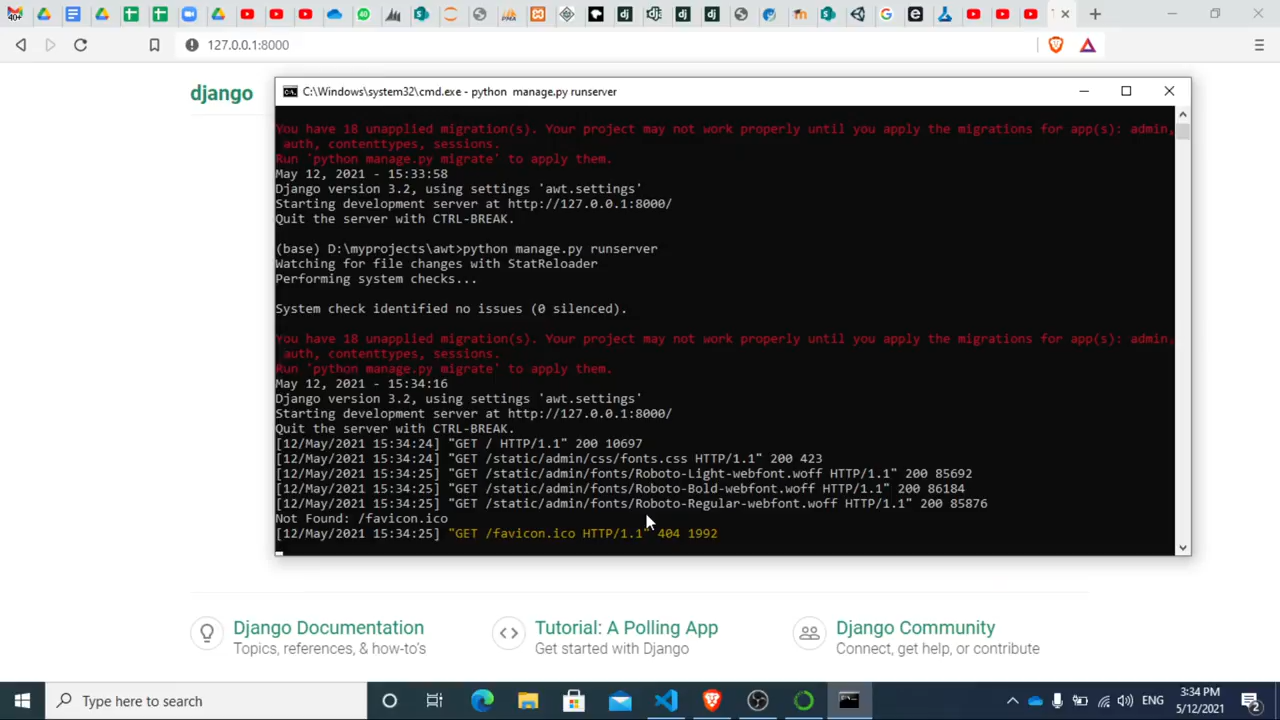 40+
127.0.0.1:8000
django
C:\Windows\system32\cmd.exe - python  manage.py runserver
You have 18 unapplied migration(s). Your project may not work properly until you apply the migrations for app(s): admin,
auth, contenttypes, sessions.
Run 'python manage.py migrate' to apply them.
May 12, 2021 - 15:33:58
Django version 3.2, using settings 'awt.settings'
Starting development server at http://127.0.0.1:8000/
Quit the server with CTRL-BREAK.
(base) D:\myprojects\awt>python manage.py runserver
Watching for file changes with StatReloader
Performing system checks...
System check identified no issues (0 silenced).
You have 18 unapplied migration(s). Your project may not work properly until you apply the migrations for app(s): admin,
auth, contenttypes, sessions.
Run 'python manage.py migrate' to apply them.
May 12, 2021 - 15:34:16
Django version 3.2, using settings 'awt.settings'
Starting development server at http://127.0.0.1:8000/
Quit the server with CTRL-BREAK.
[12/May/2021 15:34:24] "GET / HTTP/1.1" 200 10697
[12/May/2021 15:34:24] "GET /static/admin/css/fonts.css HTTP/1.1" 200 423
[12/May/2021 15:34:25] "GET /static/admin/fonts/Roboto-Light-webfont.woff HTTP/1.1" 200 85692
[12/May/2021 15:34:25] "GET /static/admin/fonts/Roboto-Bold-webfont.woff HTTP/1.1" 200 86184
[12/May/2021 15:34:25] "GET /static/admin/fonts/Roboto-Regular-webfont.woff HTTP/1.1" 200 85876
Not Found: /favicon.ico
[12/May/2021 15:34:25] "GET /favicon.ico HTTP/1.1" 404 1992
Django Documentation
Topics, references, & how-to's
Tutorial: A Polling App
Get started with Django
Django Community
Connect, get help, or contribute
Type here to search
ENG
3:34 PM
5/12/2021
2